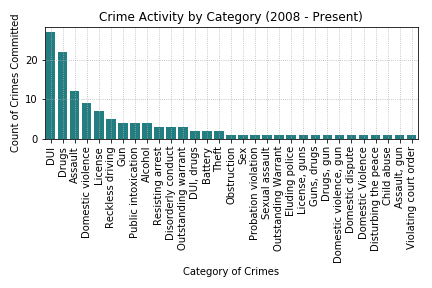 Crime Activity by Category (2008 - Present)
Count of Crimes Committed
20
10
0
DUI
Drugs
Assault
Domestic violence
License
Reckless driving
Gun
Public intoxication
Alcohol
Resisting arrest
Disorderly conduct
Outstanding warrant
DUI, drugs
Battery
Theft
Obstruction
Sex
Probation violation
Sexual assault
Outstanding Warrant
Eluding police
License, guns
Guns, drugs
Drugs, gun
Domestic violence, gun
Domestic dispute
Domestic Violence
Disturbing the peace
Child abuse
Assault, gun
Violating court order
Category of Crimes